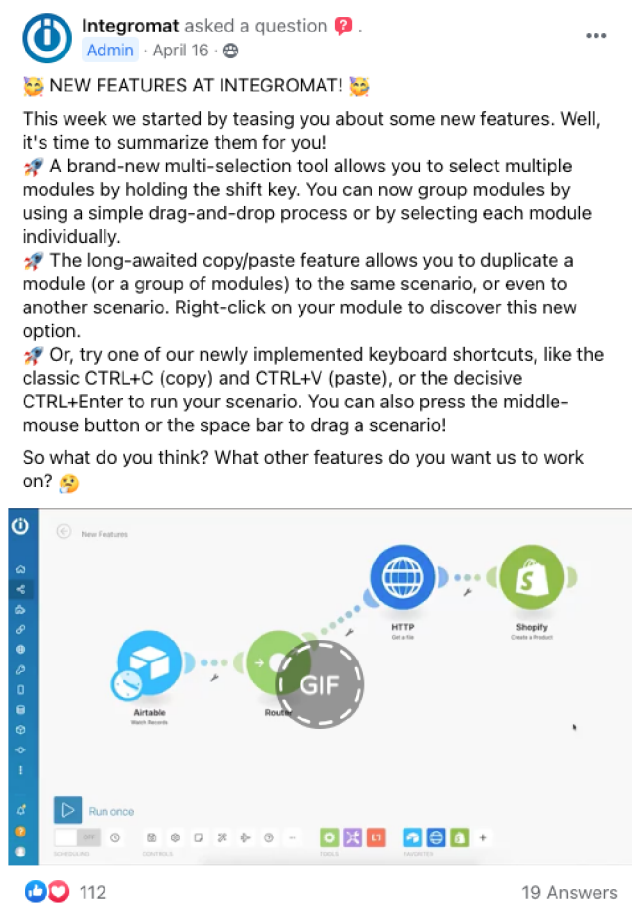 Integromat asked a question ❓ .
Admin · April 16 ·
🥳 NEW FEATURES AT INTEGROMAT! 🥳
This week we started by teasing you about some new features. Well,
it's time to summarize them for you!
🚀 A brand-new multi-selection tool allows you to select multiple
modules by holding the shift key. You can now group modules by
using a simple drag-and-drop process or by selecting each module
individually.
🚀 The long-awaited copy/paste feature allows you to duplicate a
module (or a group of modules) to the same scenario, or even to
another scenario. Right-click on your module to discover this new
option.
🚀 Or, try one of our newly implemented keyboard shortcuts, like the
classic CTRL+C (copy) and CTRL+V (paste), or the decisive
CTRL+Enter to run your scenario. You can also press the middle-
mouse button or the space bar to drag a scenario!
So what do you think? What other features do you want us to work
on? 🤔
New Features
HTTP
Get a file
Shopify
Create a Product
GIF
Airtable
Watch Records
Router
Run once
OFF
SCHEDULING
CONTROLS
TOOLS
FAVORITES
112
19 Answers